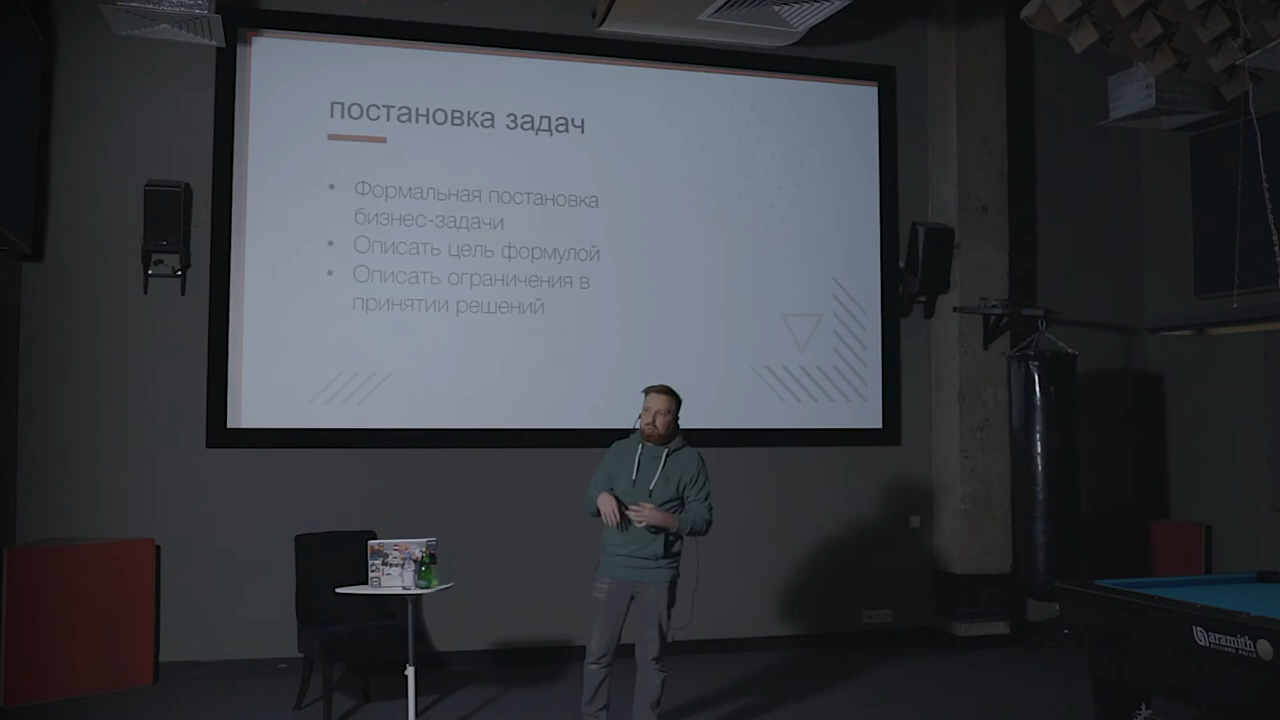 постановка задач
• Формальная постановка
бизнес-задачи
• Описать цель формулой
• Описать ограничения в
принятии решений
aramith